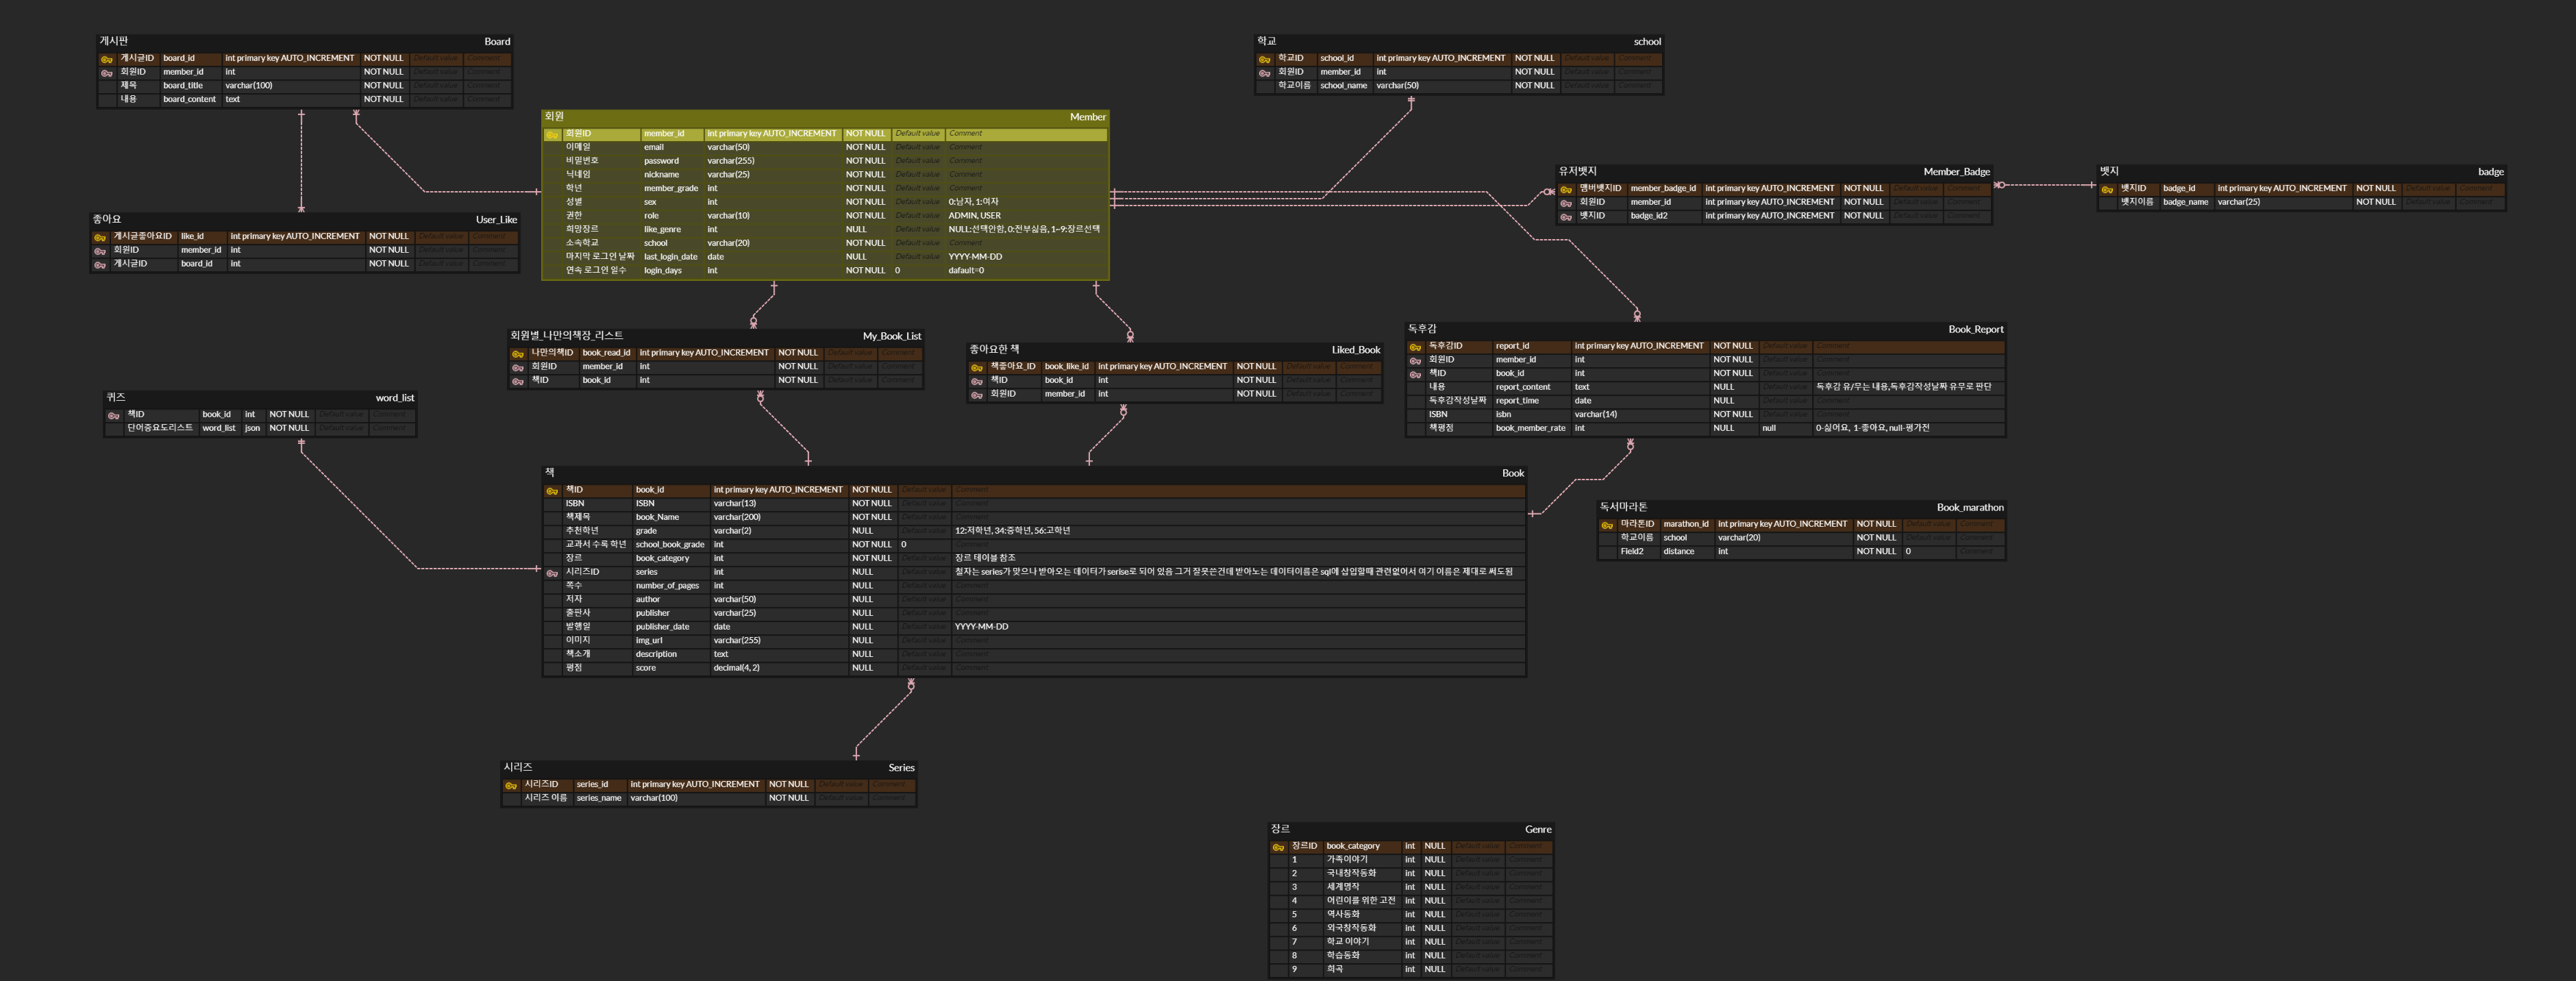 게시판 Board
게시글ID board_id int primary key AUTO_INCREMENT NOT NULL Default value Comment
회원ID member_id int NOT NULL Default value Comment
제목 board_title varchar(100) NOT NULL Default value Comment
내용 board_content text NOT NULL Default value Comment
학교 school
학교ID school_id int primary key AUTO_INCREMENT NOT NULL Default value Comment
회원ID member_id int NOT NULL Default value Comment
학교이름 school_name varchar(50) NOT NULL Default value Comment
회원 Member
회원ID member_id int primary key AUTO_INCREMENT NOT NULL Default value Comment
이메일 email varchar(50) NOT NULL Default value Comment
비밀번호 password varchar(255) NOT NULL Default value Comment
닉네임 nickname varchar(25) NOT NULL Default value Comment
학년 member_grade int NOT NULL Default value Comment
성별 sex int NOT NULL Default value 0:남자, 1:여자
권한 role varchar(10) NOT NULL Default value ADMIN, USER
희망장르 like_genre int NULL Default value NULL:선택안함, 0:전부싫음, 1~9:장르선택
소속학교 school varchar(20) NOT NULL Default value Comment
마지막 로그인 날짜 last_login_date date NULL Default value YYYY-MM-DD
연속 로그인 일수 login_days int NOT NULL 0 dafault=0
유저뱃지 Member_Badge
맴버뱃지ID member_badge_id int primary key AUTO_INCREMENT NOT NULL Default value Comment
회원ID member_id int primary key AUTO_INCREMENT NOT NULL Default value Comment
뱃지ID badge_id2 int primary key AUTO_INCREMENT NOT NULL Default value Comment
뱃지 badge
뱃지ID badge_id int primary key AUTO_INCREMENT NOT NULL Default value Comment
뱃지이름 badge_name varchar(25) NOT NULL Default value Comment
좋아요 User_Like
게시글좋아요ID like_id int primary key AUTO_INCREMENT NOT NULL Default value Comment
회원ID member_id Int NOT NULL Default value Comment
게시글ID board_id Int NOT NULL Default value Comment
회원별_나만의책장_리스트 My_Book_List
나만의책ID book_read_id int primary key AUTO_INCREMENT NOT NULL Default value Comment
회원ID member_id int NOT NULL Default value Comment
책ID book_id int NOT NULL Default value Comment
좋아요한 책 Liked_Book
책좋아요_ID book_like_id int primary key AUTO_INCREMENT NOT NULL Default value Comment
책ID book_id int NOT NULL Default value Comment
회원ID member_id int NOT NULL Default value Comment
독후감 Book_Report
독후감ID report_id int primary key AUTO_INCREMENT NOT NULL Default value Comment
회원ID member_id int NOT NULL Default value Comment
책ID book_id int NOT NULL Default value Comment
내용 report_content text NULL Default value 독후감 유/무는 내용,독후감작성날짜 유무로 판단
독후감작성날짜 report_time date NULL Default value Comment
ISBN isbn varchar(14) NOT NULL Default value Comment
책평점 book_member_rate int NULL null 0-싫어요, 1-좋아요, null-평가전
퀴즈 word_list
책ID book_id int NOT NULL Default value Comment
단어중요도리스트 word_list json NOT NULL Default value Comment
책 Book
책ID book_id int primary key AUTO_INCREMENT NOT NULL Default value Comment
ISBN ISBN varchar(13) NOT NULL Default value Comment
책제목 book_Name varchar(200) NOT NULL Default value Comment
추천학년 grade varchar(2) NULL Default value 12:저학년, 34:중학년, 56:고학년
교과서 수록 학년 school_book_grade int NOT NULL 0 Comment
장르 book_category int NOT NULL Default value 장르 테이블 참조
시리즈ID series int NULL Default value 철자는 series가 맞으나 받아오는 데이터가 serise로 되어 있음 그거 잘못쓴건데 받아노는 데이터이름은 sql에 삽입할때 관련없어서 여기 이름은 제대로 써도됨
쪽수 number_of_pages int NULL Default value Comment
저자 author varchar(50) NULL Default value Comment
출판사 publisher varchar(25) NULL Default value Comment
발행일 publisher_date date NULL Default value YYYY-MM-DD
이미지 img_url varchar(255) NULL Default value Comment
책소개 description text NULL Default value Comment
평점 score decimal(4, 2) NULL Default value Comment
독서마라톤 Book_marathon
마라톤ID marathon_id int primary key AUTO_INCREMENT NOT NULL Default value Comment
학교이름 school varchar(20) NOT NULL Default value Comment
Field2 distance int NOT NULL 0 Comment
시리즈 Series
시리즈ID series_id int primary key AUTO_INCREMENT NOT NULL Default value Comment
시리즈 이름 series_name varchar(100) NOT NULL Default value Comment
장르 Genre
장르ID book_category int NULL Default value Comment
1 가족이야기 int NULL Default value Comment
2 국내창작동화 int NULL Default value Comment
3 세계명작 int NULL Default value Comment
4 어린이를 위한 고전 int NULL Default value Comment
5 역사동화 int NULL Default value Comment
6 외국창작동화 int NULL Default value Comment
7 학교 이야기 int NULL Default value Comment
8 학습동화 int NULL Default value Comment
9 희곡 int NULL Default value Comment